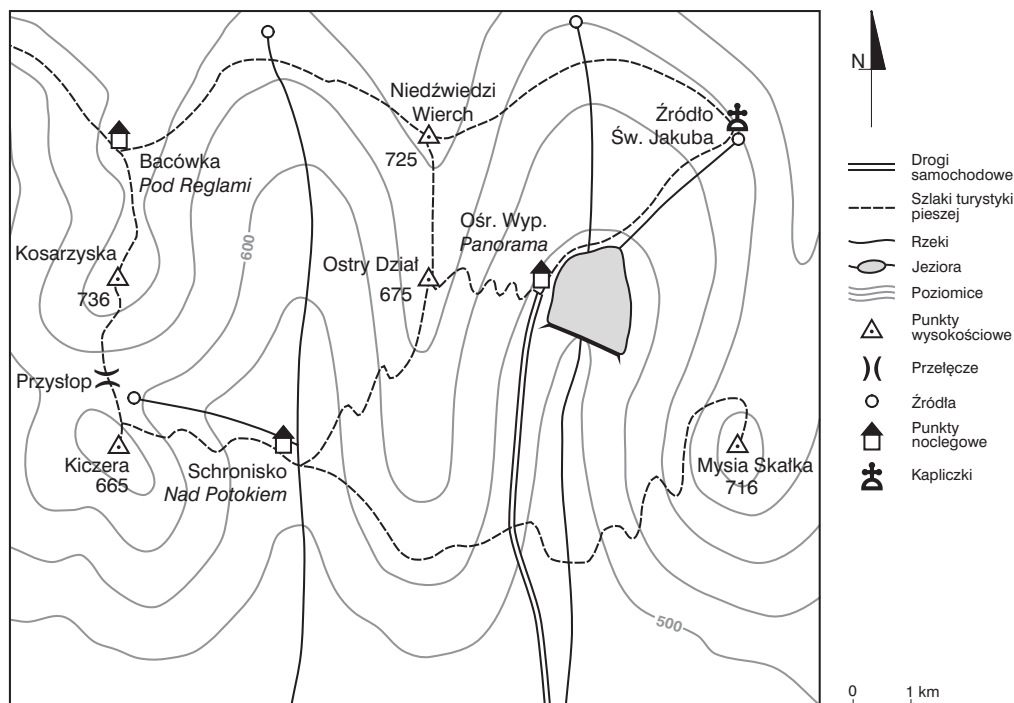 Niedźwiedzi
Wierch
725
Źródło
Św. Jakuba
Bacówka
Pod Reglami
600
Ośr. Wyp.
Panorama
Kosarzyska
736
Ostry Dział
675
Przysłop
Kiczera
665
Schronisko
Nad Potokiem
Mysia Skałka
716
500
N
Drogi
samochodowe
Szlaki turystyki
pieszej
Rzeki
Jeziora
Poziomice
Punkty
wysokościowe
Przełęcze
Źródła
Punkty
noclegowe
Kapliczki
0 1 km